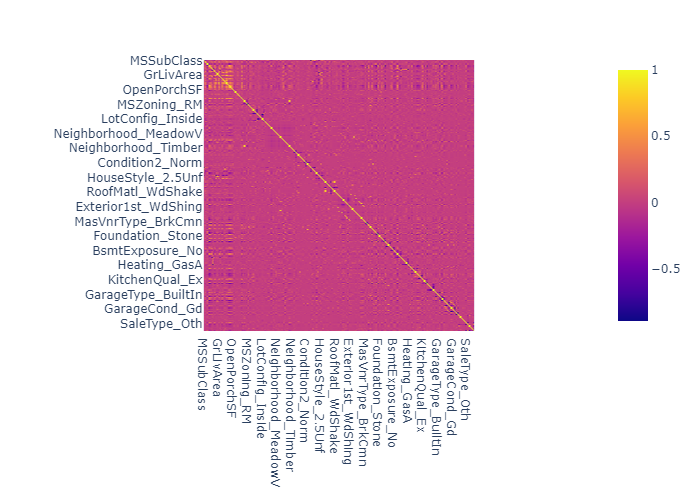 MSSubClass
GrLivArea
OpenPorchSF
MSZoning_RM
LotConfig_Inside
Neighborhood_MeadowV
Neighborhood_Timber
Condition2_Norm
HouseStyle_2.5Unf
RoofMatl_WdShake
Exterior1st_WdShing
MasVnrType_BrkCmn
Foundation_Stone
BsmtExposure_No
Heating_GasA
KitchenQual_Ex
GarageType_BuiltIn
GarageCond_Gd
SaleType_Oth
MSSubClass
GrLivArea
OpenPorchSF
MSZoning_RM
LotConfig_Inside
Neighborhood_MeadowV
Neighborhood_Timber
Condition2_Norm
HouseStyle_2.5Unf
RoofMatl_WdShake
Exterior1st_WdShing
MasVnrType_BrkCmn
Foundation_Stone
BsmtExposure_No
Heating_GasA
KitchenQual_Ex
GarageType_BuiltIn
GarageCond_Gd
SaleType_Oth
1
0.5
0
−0.5